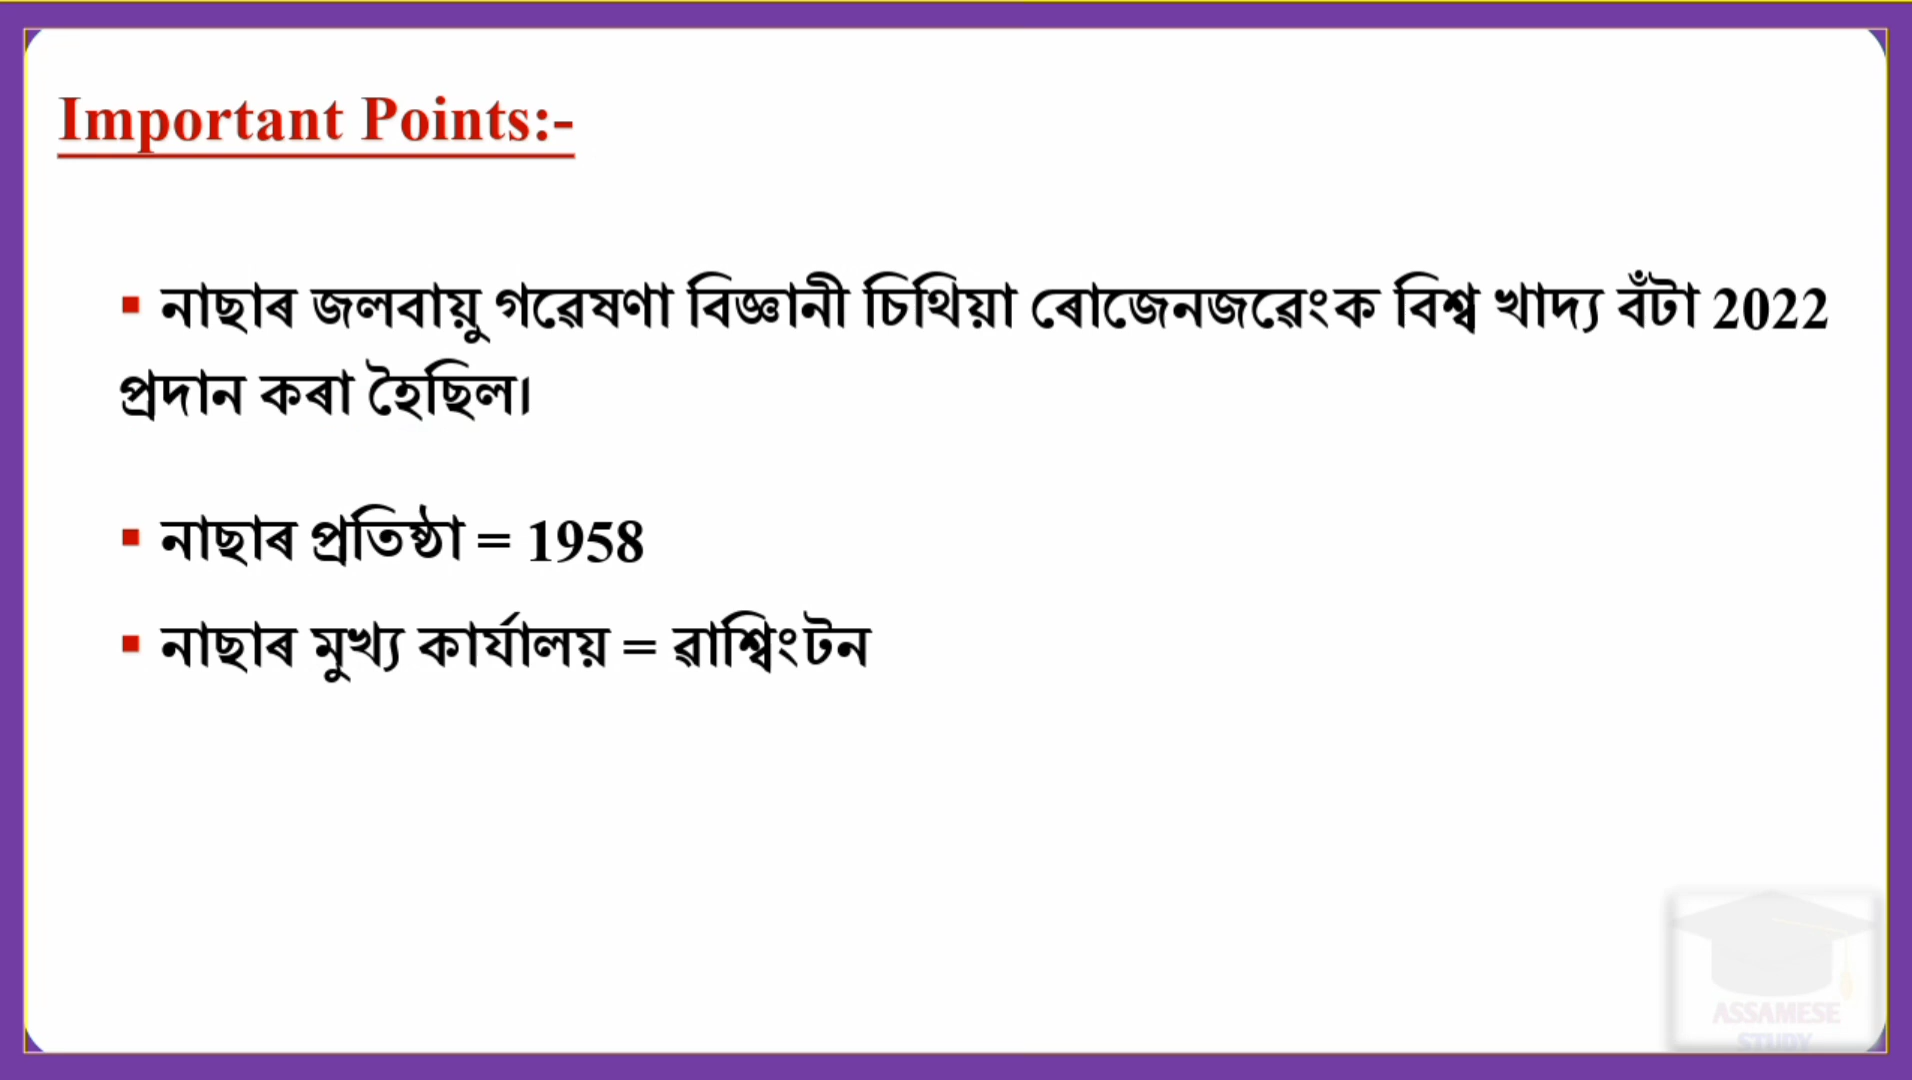 Important Points:-
▪ নাছাৰ জলবায়ু গৱেষণা বিজ্ঞানী চিথিয়া ৰোজেনজৱেংক বিশ্ব খাদ্য বঁটা 2022
প্ৰদান কৰা হৈছিল।
▪ নাছাৰ প্ৰতিষ্ঠা = 1958
▪ নাছাৰ মুখ্য কাৰ্যালয় = ৱাশ্বিংটন
ASSAMESE
STUDY